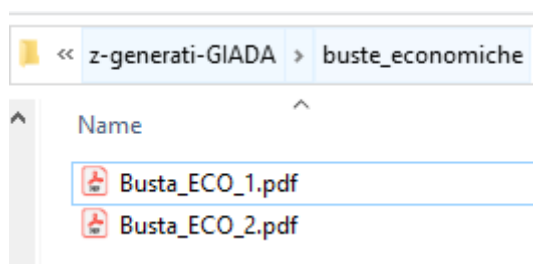 « z-generati-GIADA > buste_economiche
Name
Busta_ECO_1.pdf
Busta_ECO_2.pdf